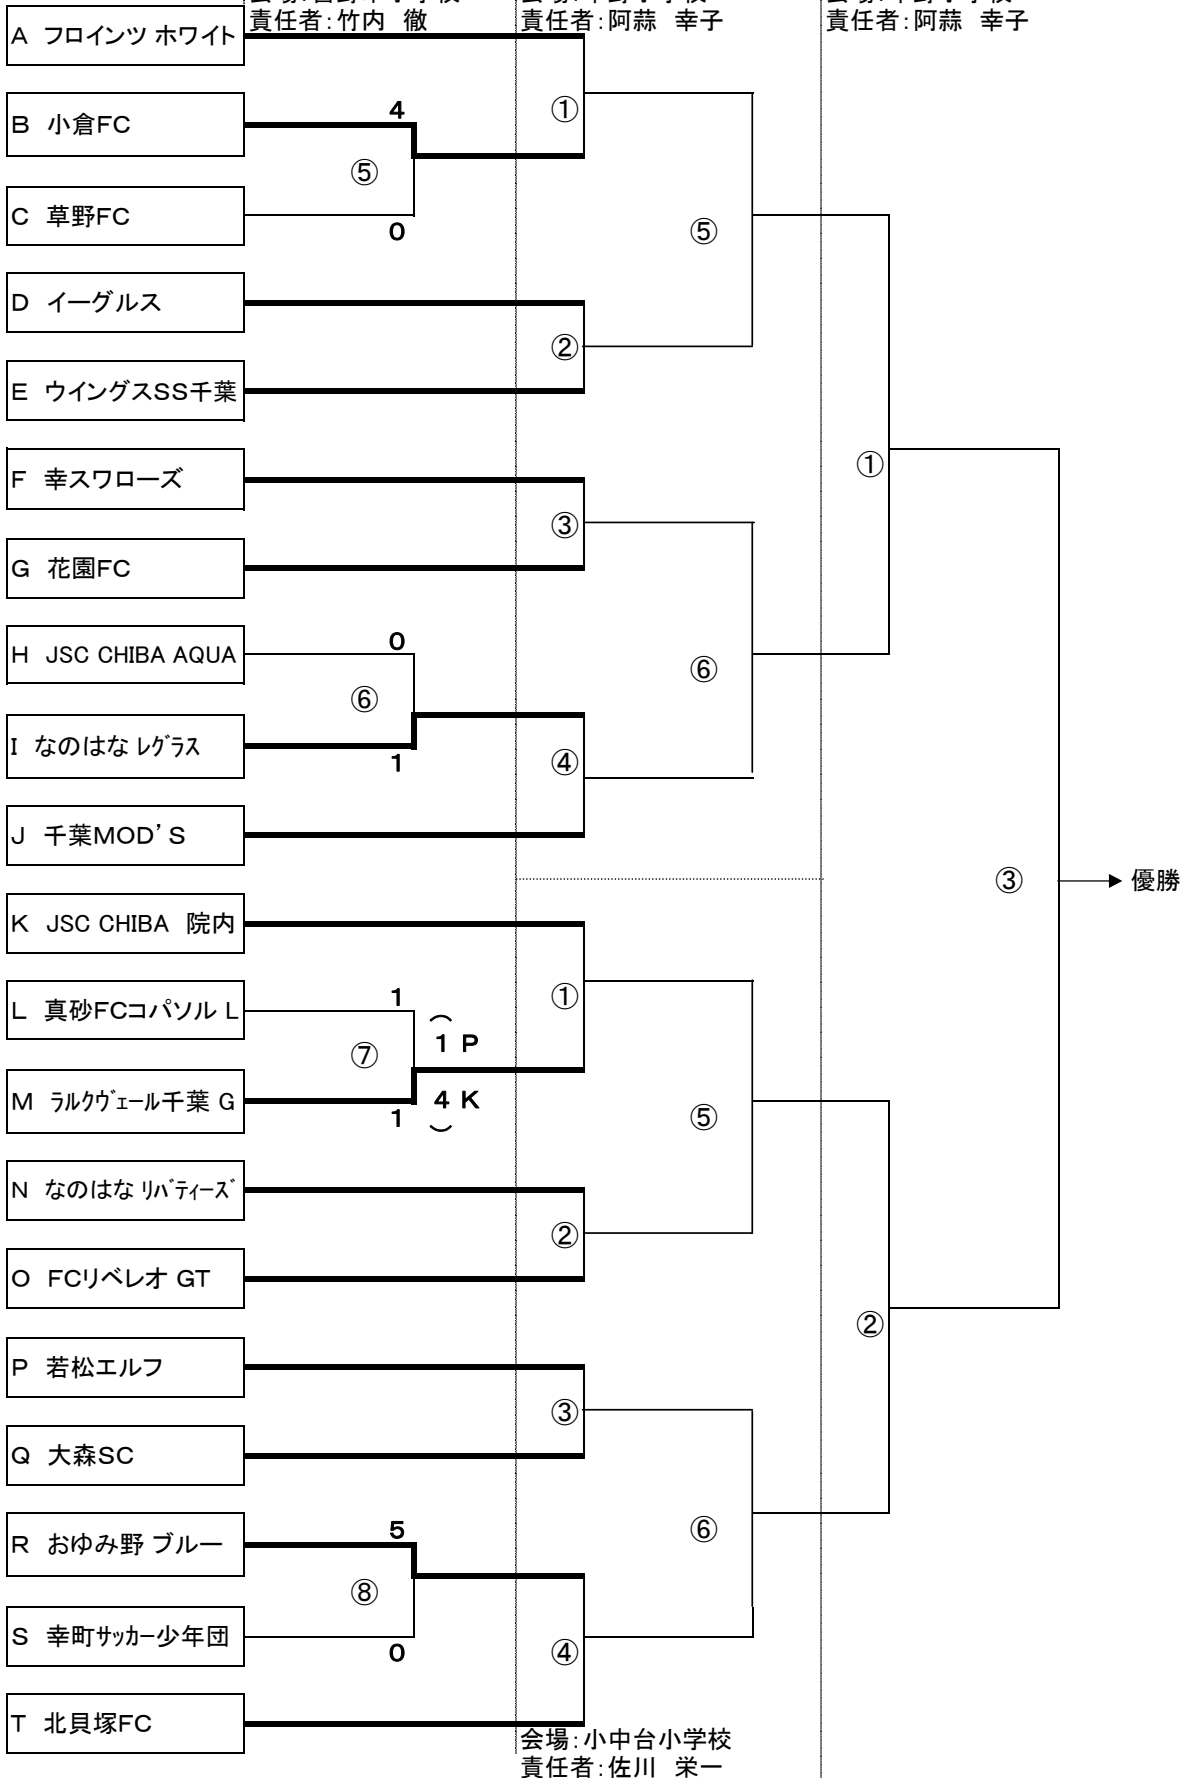 責任者：竹内　徹
責任者：阿蒜　幸子
責任者：阿蒜　幸子
A　フロインツ ホワイト
B　小倉FC
4
①
⑤
C　草野FC
0
⑤
D　イーグルス
②
E　ウイングスSS千葉
①
F　幸スワローズ
③
G　花園FC
H　JSC CHIBA AQUA
0
⑥
⑥
I　なのはな ﾚｸﾞﾗｽ
1
④
J　千葉MOD'S
③
優勝
K　JSC CHIBA　院内
L　真砂FCコパソル L
1
①
⑦
（1 P
M　ﾗﾙｸｳﾞｪｰﾙ千葉 G
1
4 K）
⑤
N　なのはな ﾘﾊﾞﾃｨｰｽﾞ
②
O　FCリベレオ GT
②
P　若松エルフ
③
Q　大森SC
R　おゆみ野 ブルー
5
⑥
⑧
S　幸町ｻｯｶｰ少年団
0
④
T　北貝塚FC
会場：小中台小学校
責任者：佐川　栄一